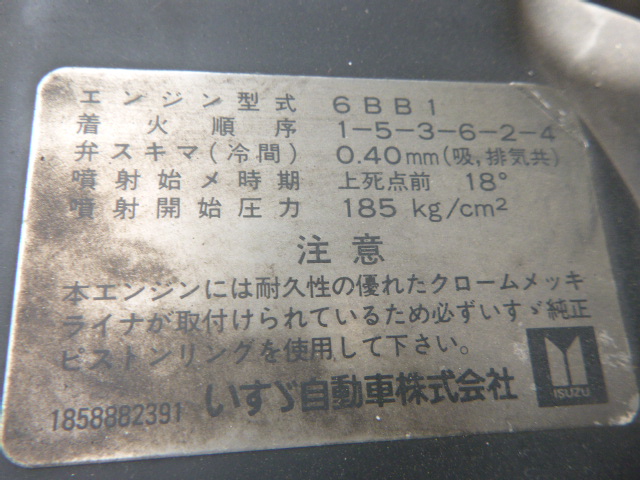 エンジン型式 6BB1
着火順序 1-5-3-6-2-4
弁スキマ(冷間) 0.40mm(吸,排気共)
噴射始メ時期 上死点前 18°
噴射開始圧力 185 kg/cm²
注意
本エンジンには耐久性の優れたクロームメッキ
ライナが取付けられているため必ずいすゞ純正
ピストンリングを使用して下さい。
1858882391 いすゞ自動車株式会社
ISUZU